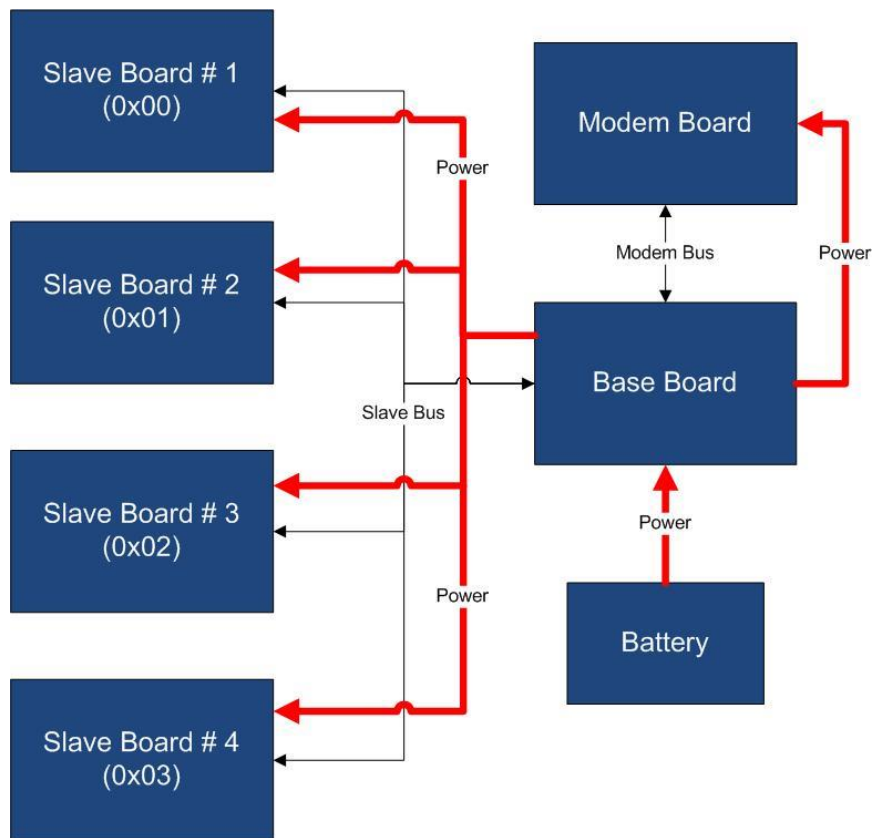 Slave Board # 1
(0x00)
Modem Board
Power
Slave Board # 2
(0x01)
Modem Bus
Power
Base Board
Slave Bus
Slave Board # 3
(0x02)
Power
Power
Battery
Slave Board # 4
(0x03)